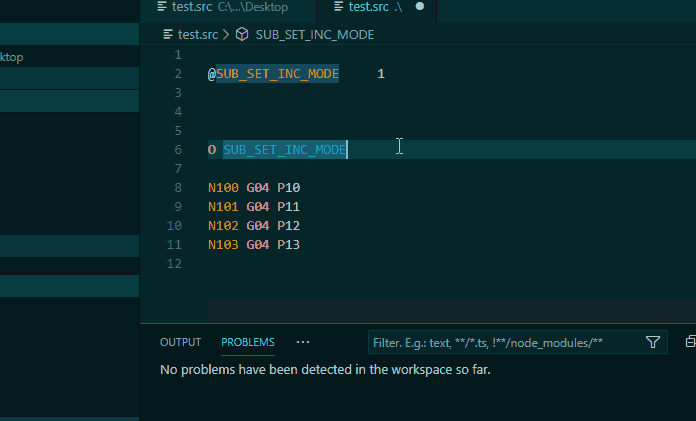 test.src C:\...\Desktop test.src .\
test.src > SUB_SET_INC_MODE
ktop
1
2 @SUB_SET_INC_MODE 1
3
4
5
6 O SUB_SET_INC_MODE
7
8 N100 G04 P10
9 N101 G04 P11
10 N102 G04 P12
11 N103 G04 P13
12
OUTPUT PROBLEMS ... Filter. E.g.: text, **/*.ts, !**/node_modules/**
No problems have been detected in the workspace so far.